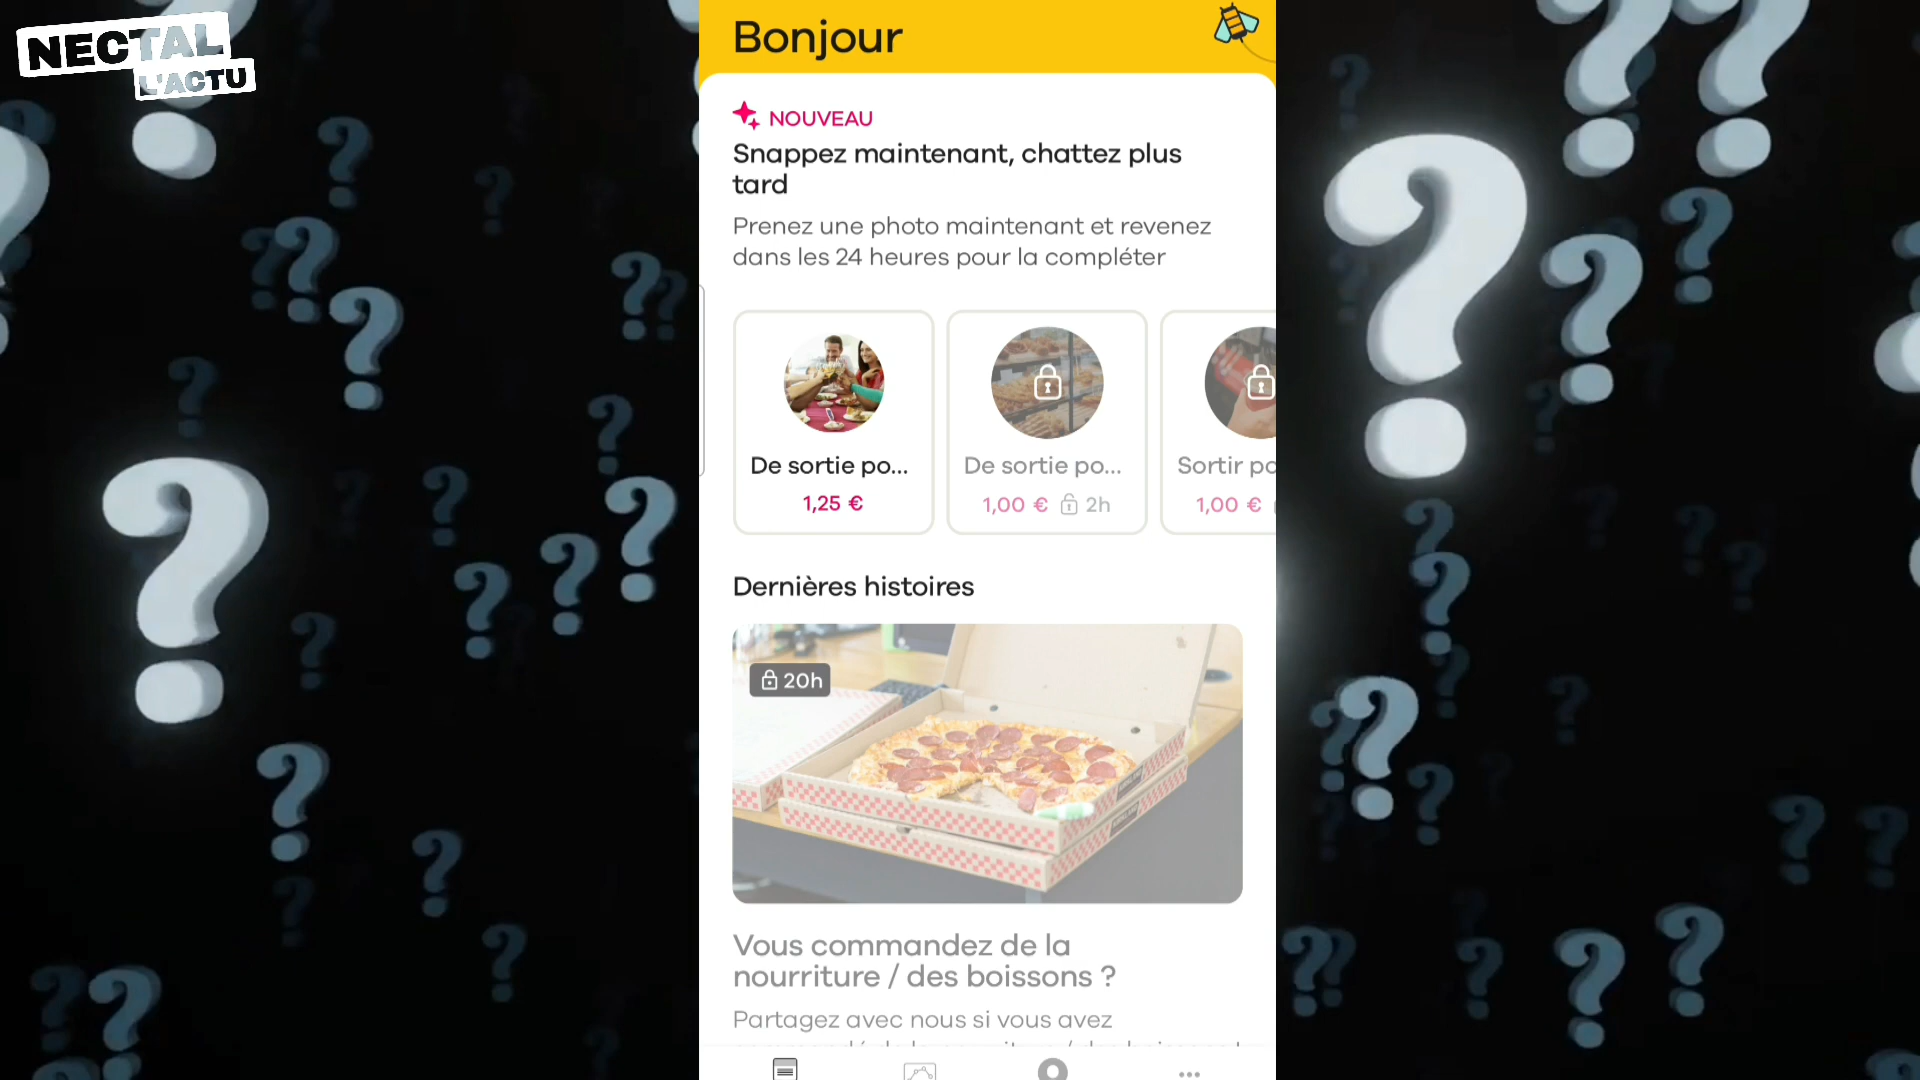 NECTAL
L'ACTU
Bonjour
NOUVEAU
Snappez maintenant, chattez plus
tard
Prenez une photo maintenant et revenez
dans les 24 heures pour la compléter
De sortie po...
1,25 €
De sortie po...
1,00 € 2h
Sortir po
1,00 €
Dernières histoires
20h
Vous commandez de la
nourriture / des boissons ?
Partagez avec nous si vous avez